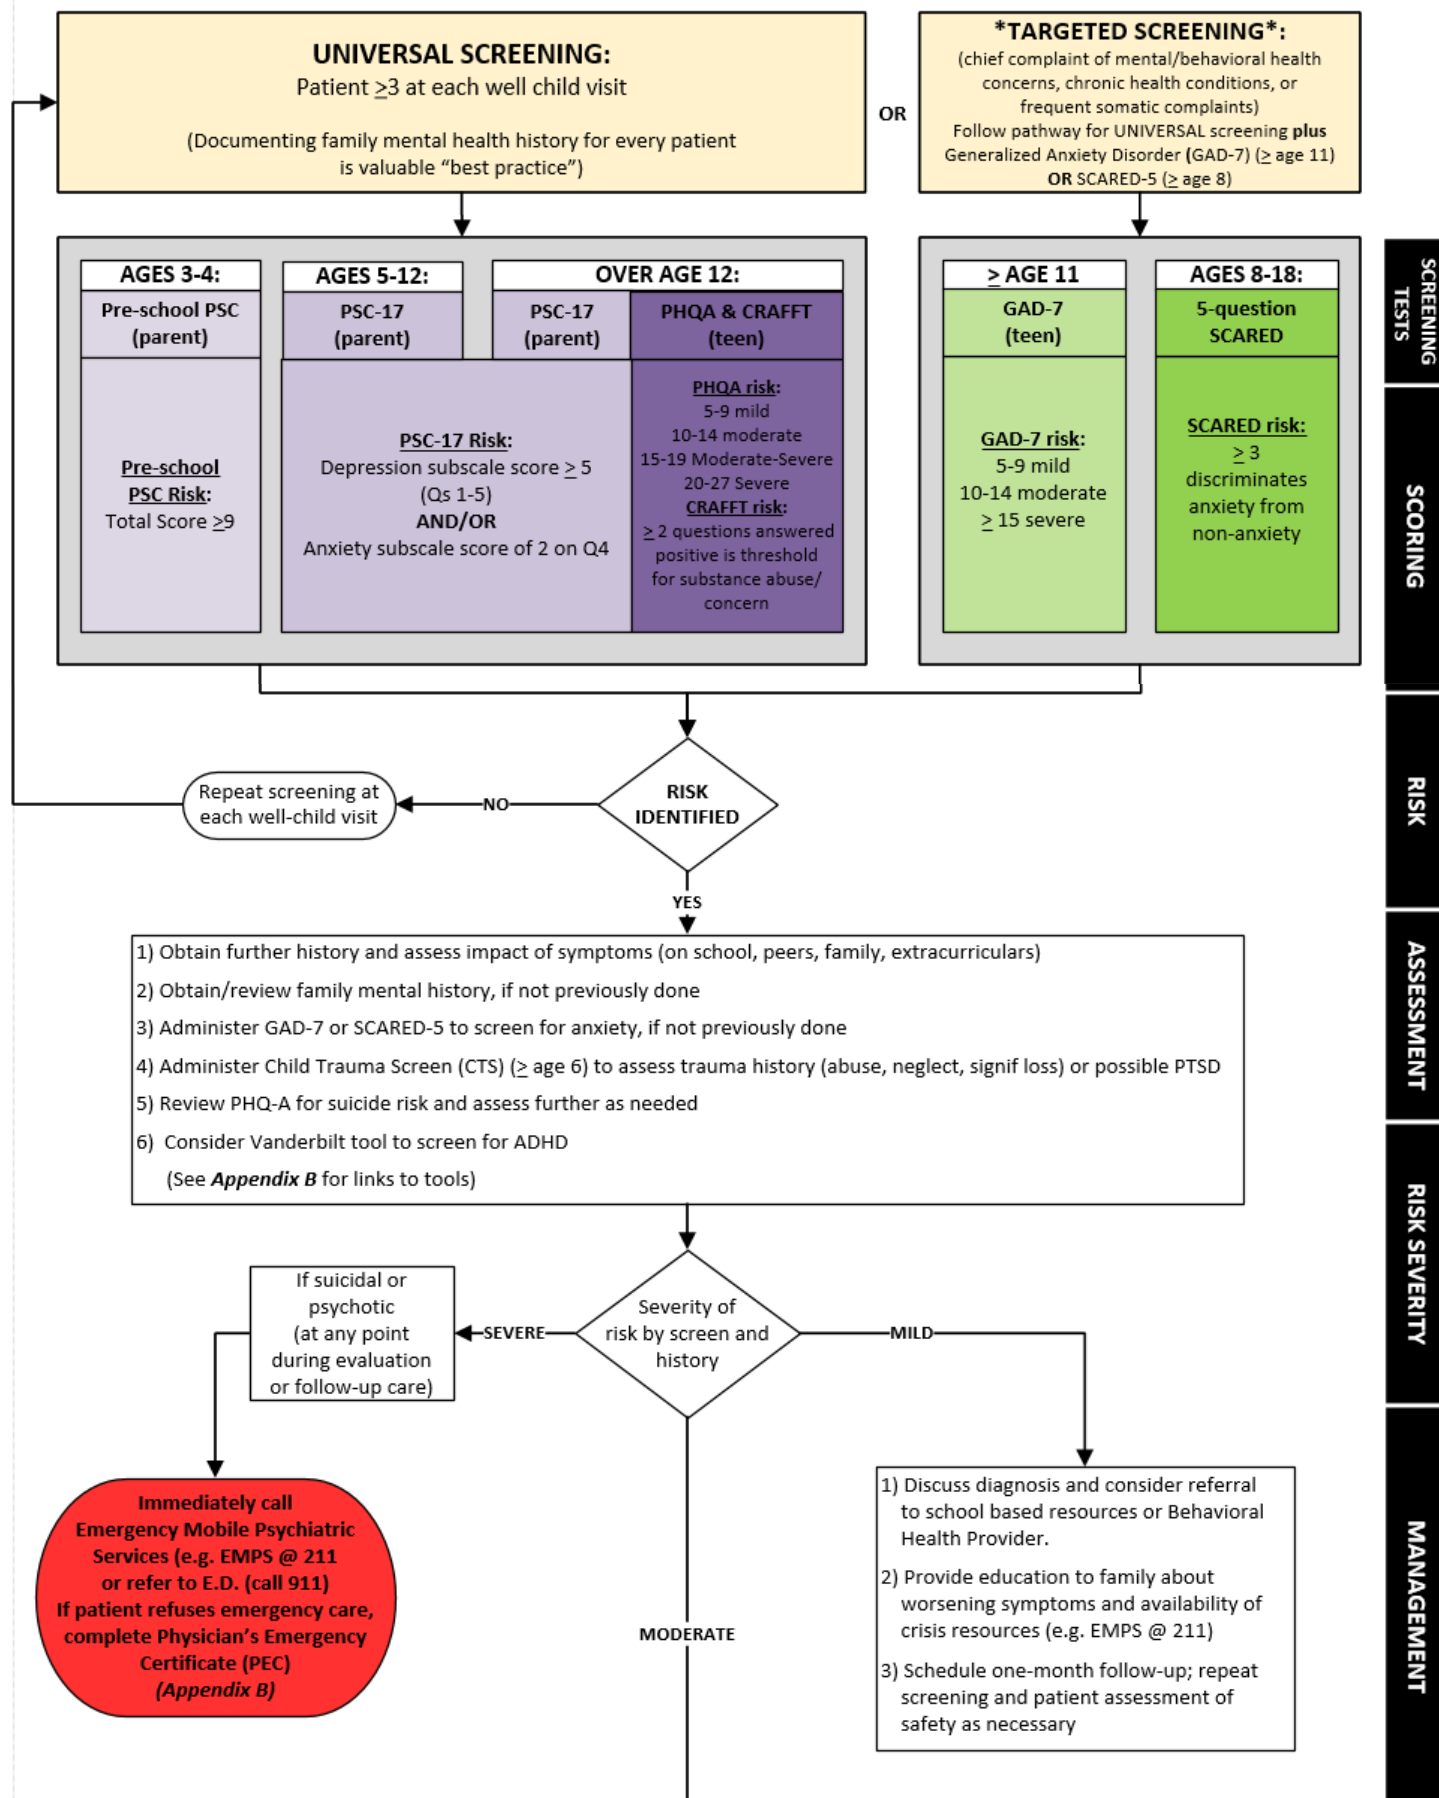 UNIVERSAL SCREENING:
Patient ≥3 at each well child visit
(Documenting family mental health history for every patient
is valuable “best practice”)
OR
*TARGETED SCREENING*:
(chief complaint of mental/behavioral health
concerns, chronic health conditions, or
frequent somatic complaints)
Follow pathway for UNIVERSAL screening plus
Generalized Anxiety Disorder (GAD-7) (≥ age 11)
OR SCARED-5 (≥ age 8)
SCREENING
TESTS
AGES 3-4:
Pre-school PSC
(parent)
Pre-school
PSC Risk:
Total Score ≥9
AGES 5-12:
PSC-17
(parent)
OVER AGE 12:
PSC-17
(parent)
PSC-17 Risk:
Depression subscale score ≥ 5
(Qs 1-5)
AND/OR
Anxiety subscale score of 2 on Q4
PHQA & CRAFFT
(teen)
PHQA risk:
5-9 mild
10-14 moderate
15-19 Moderate-Severe
20-27 Severe
CRAFFT risk:
≥ 2 questions answered
positive is threshold
for substance abuse/
concern
≥ AGE 11
GAD-7
(teen)
GAD-7 risk:
5-9 mild
10-14 moderate
≥ 15 severe
AGES 8-18:
5-question
SCARED
SCARED risk:
≥ 3
discriminates
anxiety from
non-anxiety
SCORING
RISK
IDENTIFIED
NO
Repeat screening at
each well-child visit
RISK
YES
1) Obtain further history and assess impact of symptoms (on school, peers, family, extracurriculars)
2) Obtain/review family mental history, if not previously done
3) Administer GAD-7 or SCARED-5 to screen for anxiety, if not previously done
4) Administer Child Trauma Screen (CTS) (≥ age 6) to assess trauma history (abuse, neglect, signif loss) or possible PTSD
5) Review PHQ-A for suicide risk and assess further as needed
6) Consider Vanderbilt tool to screen for ADHD
(See Appendix B for links to tools)
ASSESSMENT
Severity of
risk by screen and
history
SEVERE
If suicidal or
psychotic
(at any point
during evaluation
or follow-up care)
MILD
RISK SEVERITY
Immediately call
Emergency Mobile Psychiatric
Services (e.g. EMPS @ 211
or refer to E.D. (call 911)
If patient refuses emergency care,
complete Physician’s Emergency
Certificate (PEC)
(Appendix B)
MODERATE
1) Discuss diagnosis and consider referral
to school based resources or Behavioral
Health Provider.
2) Provide education to family about
worsening symptoms and availability of
crisis resources (e.g. EMPS @ 211)
3) Schedule one-month follow-up; repeat
screening and patient assessment of
safety as necessary
MANAGEMENT